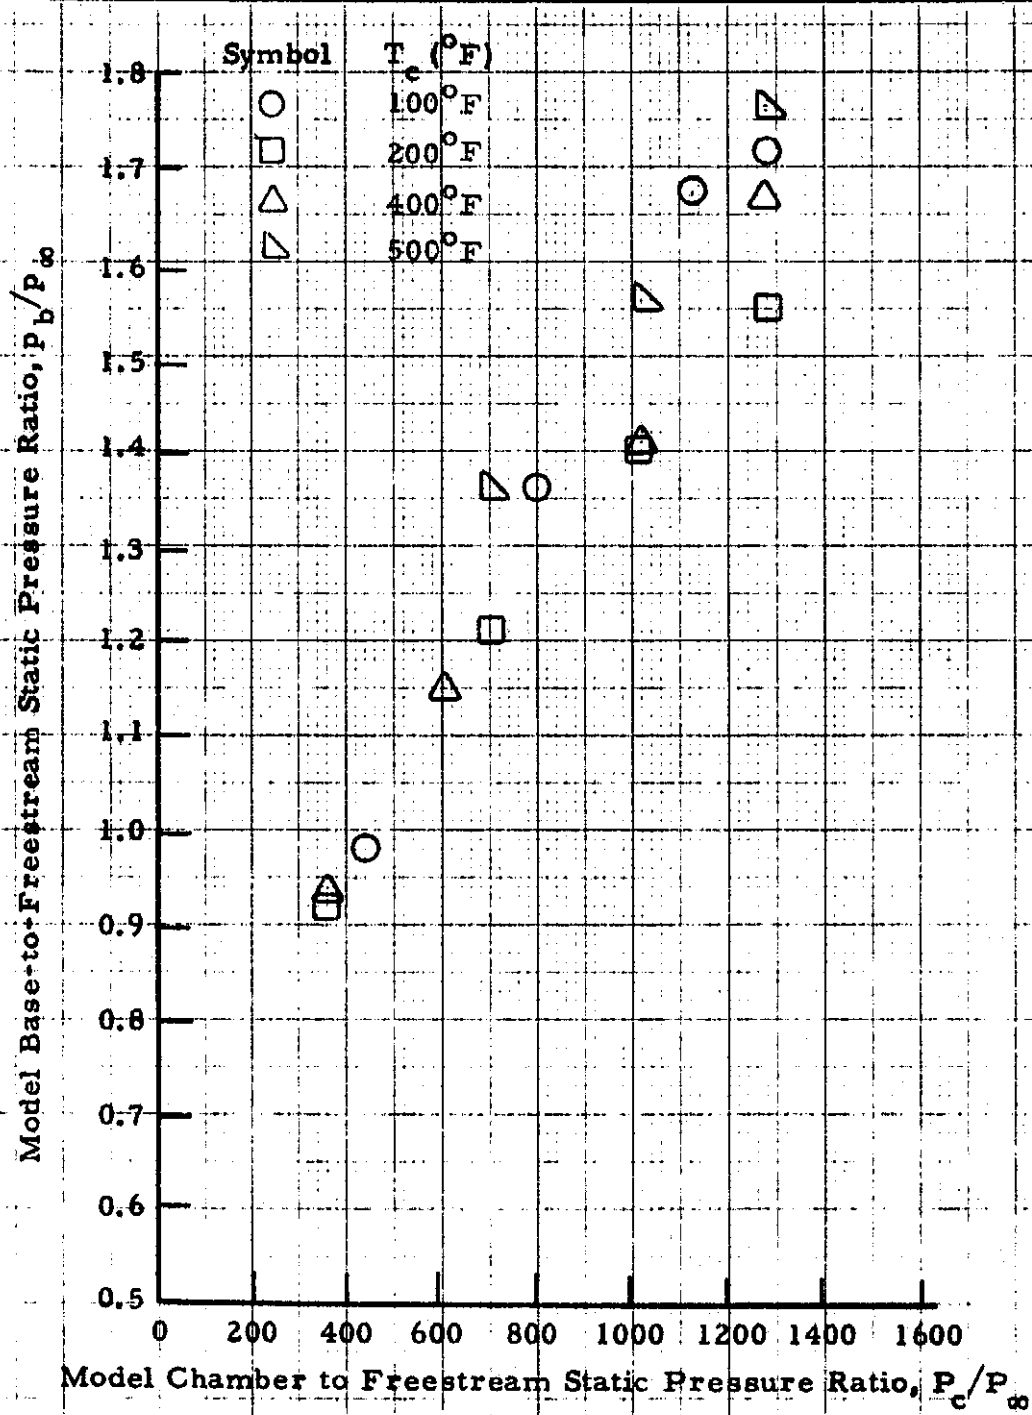 Symbol T_c (°F)
100°F
200°F
400°F
500°F
1.8
1.7
1.6
1.5
1.4
1.3
1.2
1.1
1.0
0.9
0.8
0.7
0.6
0.5
0 200 400 600 800 1000 1200 1400 1600
Model Base-to-Freestream Static Pressure Ratio, p_b/p_∞
Model Chamber to Freestream Static Pressure Ratio, P_c/P_∞